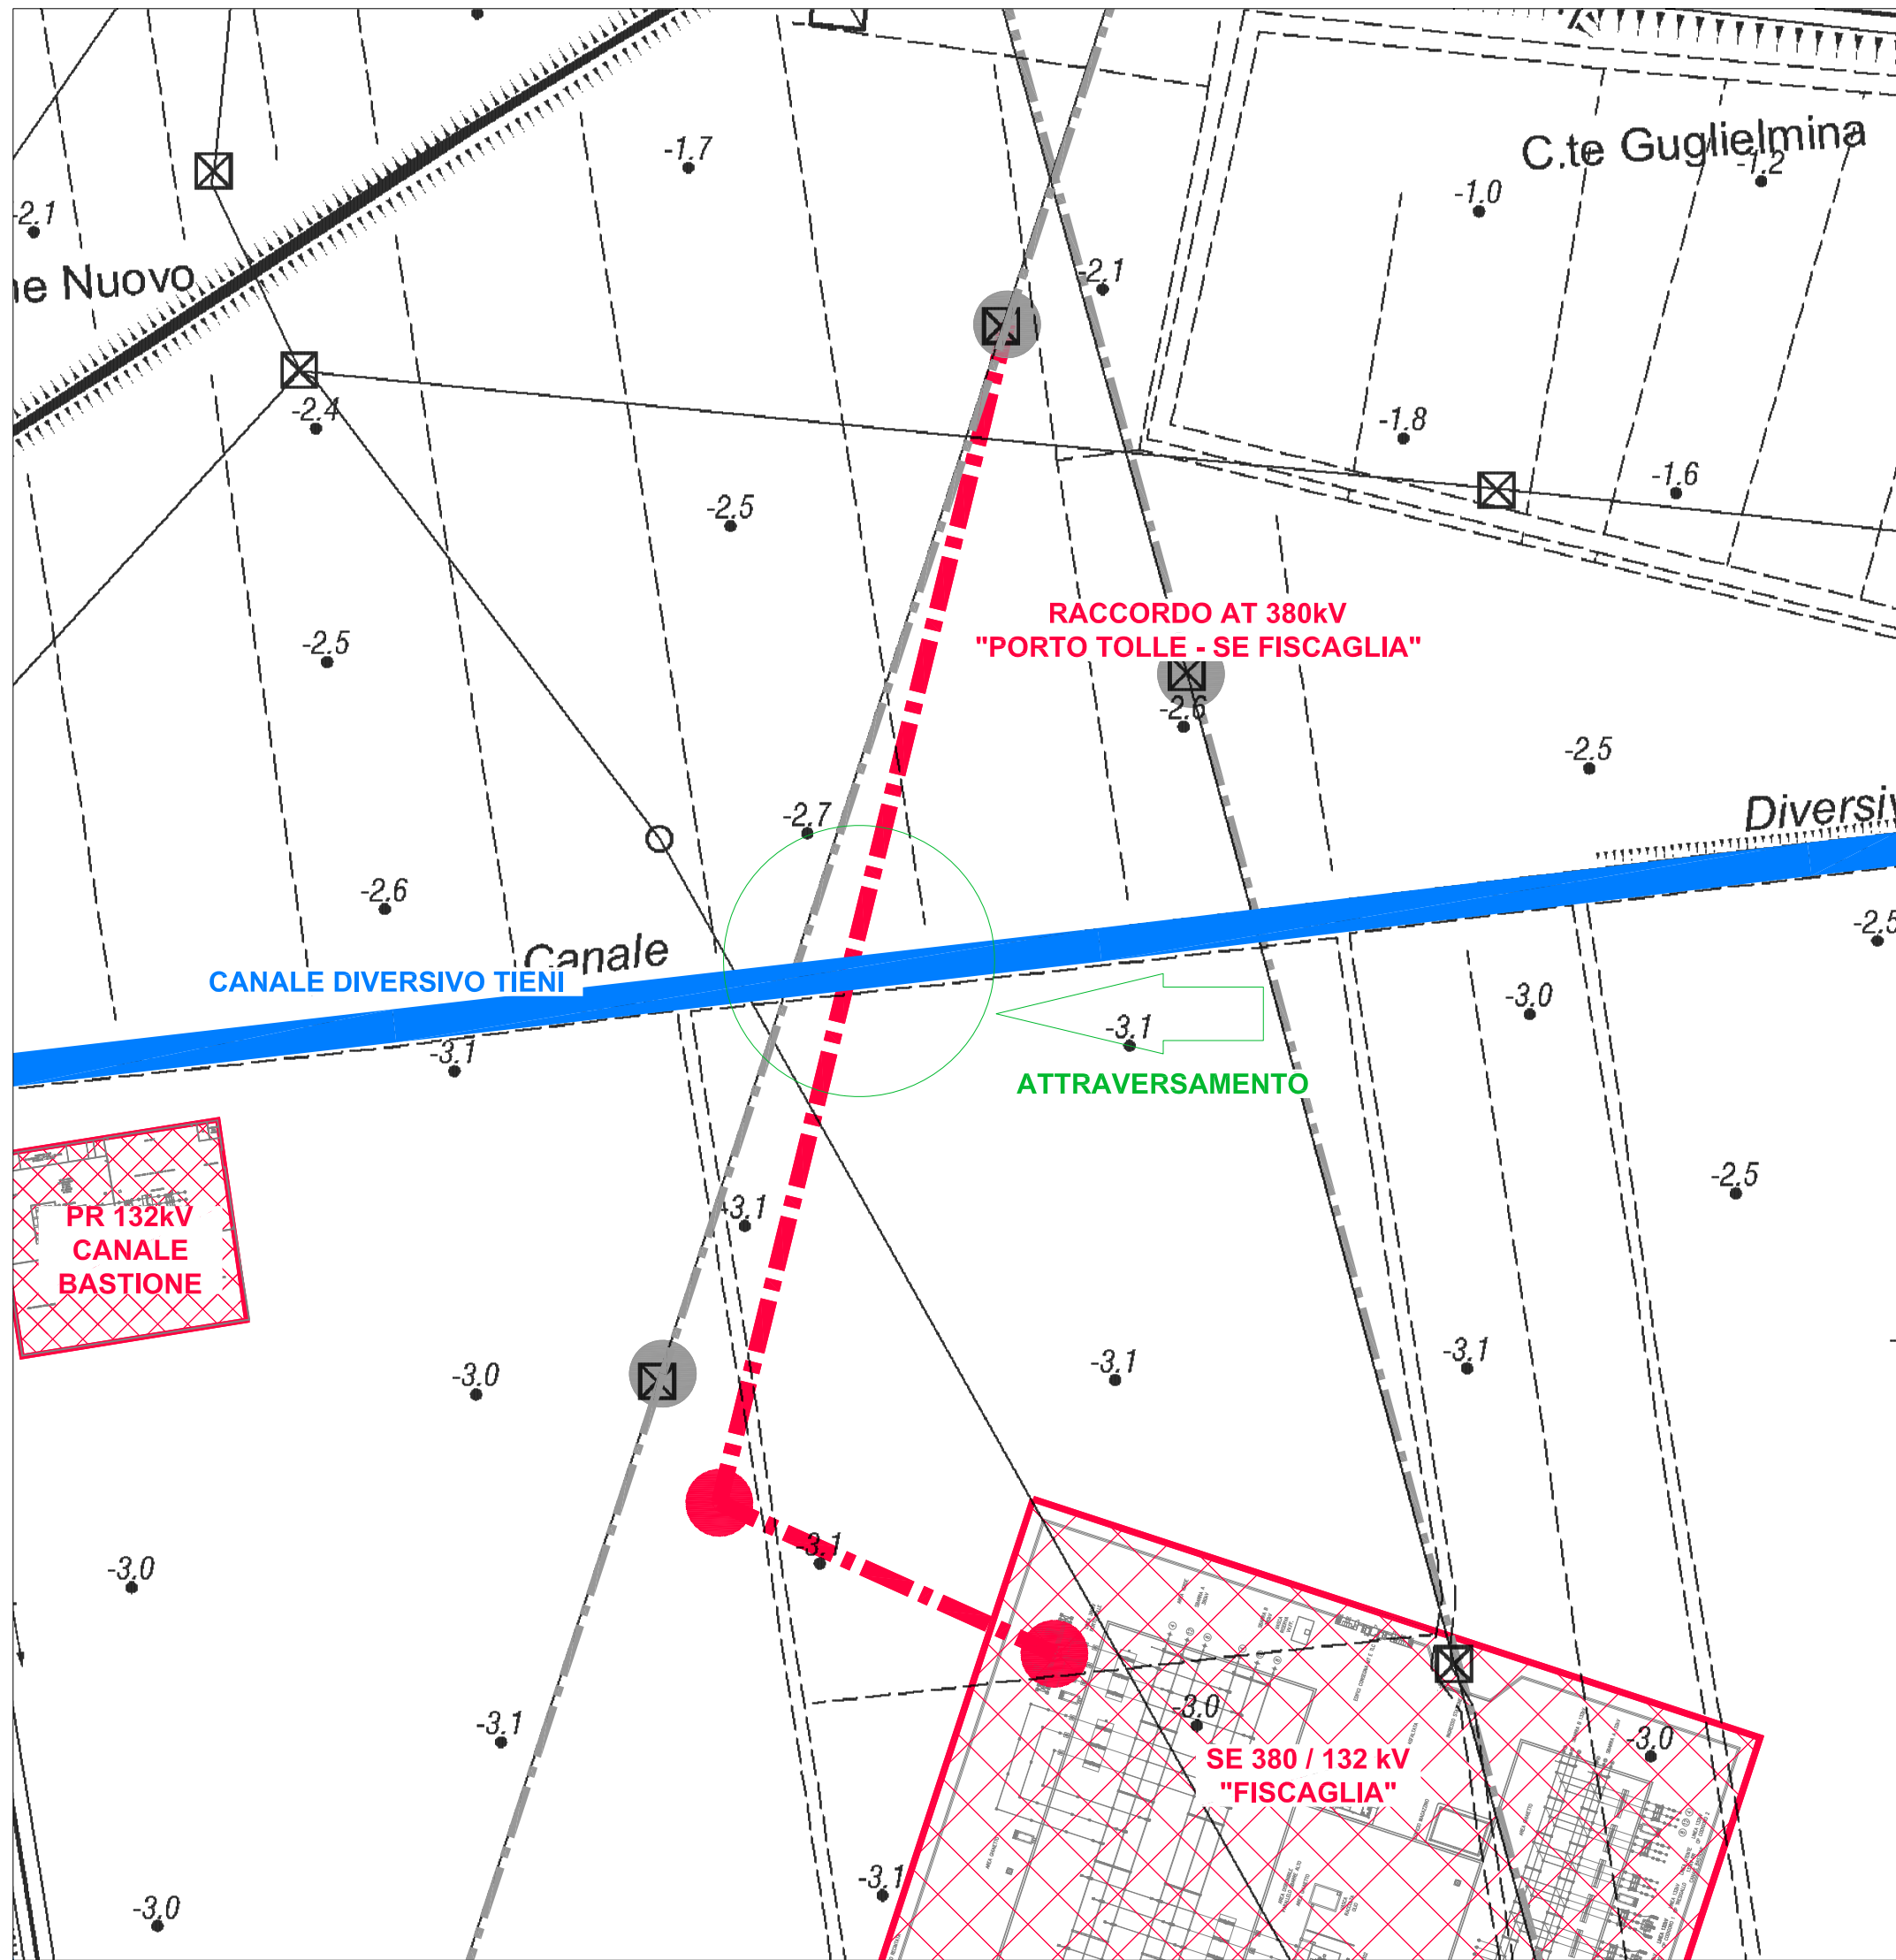 -1.7
C.te Guglielmina
-1.2
-1.0
-2.1
ne Nuovo
-2.1
-1.8
-2.4
-1.6
-2.5
RACCORDO AT 380kV
"PORTO TOLLE - SE FISCAGLIA"
-2.5
-2.6
-2.5
Diversiv
-2.7
-2.6
-2.5
Canale
CANALE DIVERSIVO TIENI
-3.0
-3.1
-3.1
ATTRAVERSAMENTO
-2.5
-3.1
PR 132kV
CANALE
BASTIONE
-3.1
-3.1
-3.0
-3.1
-3.0
-3.0
-3.1
-3.0
SE 380 / 132 kV
"FISCAGLIA"
-3.1
-3.0